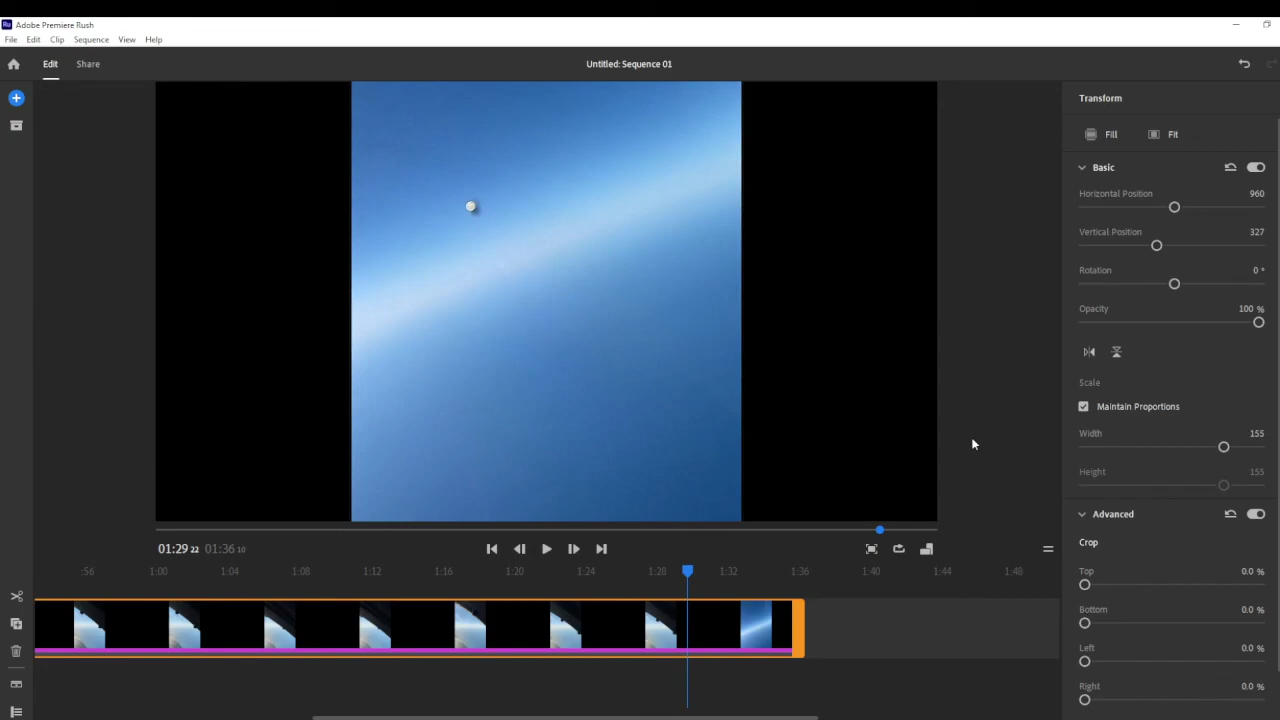 Ru Adobe Premiere Rush
File Edit Clip Sequence View Help
Edit Share Untitled: Sequence 01
Transform
Fill Fit
Basic
Horizontal Position 960
Vertical Position 327
Rotation 0 °
Opacity 100 %
Scale
Maintain Proportions
Width 155
Height 155
Advanced
Crop
Top 0.0 %
Bottom 0.0 %
Left 0.0 %
Right 0.0 %
01:29 22 01:36 10
:56 1:00 1:04 1:08 1:12 1:16 1:20 1:24 1:28 1:32 1:36 1:40 1:44 1:48